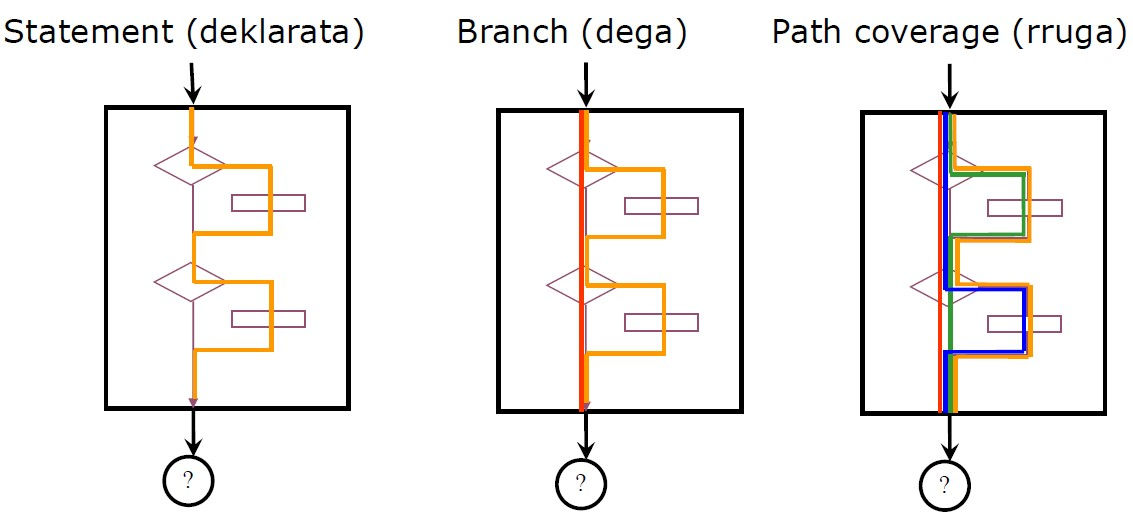 Statement (deklarata)
Branch (dega)
Path coverage (rruga)
?
?
?